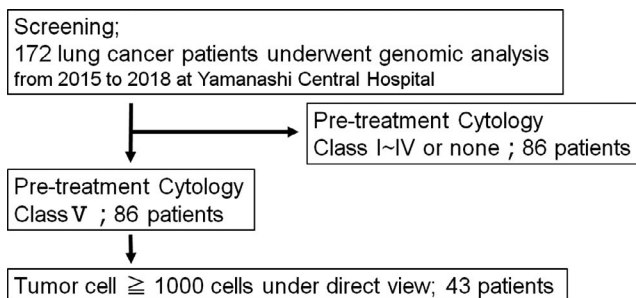 Screening;
172 lung cancer patients underwent genomic analysis
from 2015 to 2018 at Yamanashi Central Hospital
Pre-treatment Cytology
Class I~IV or none ; 86 patients
Pre-treatment Cytology
Class V ; 86 patients
Tumor cell ≧ 1000 cells under direct view; 43 patients